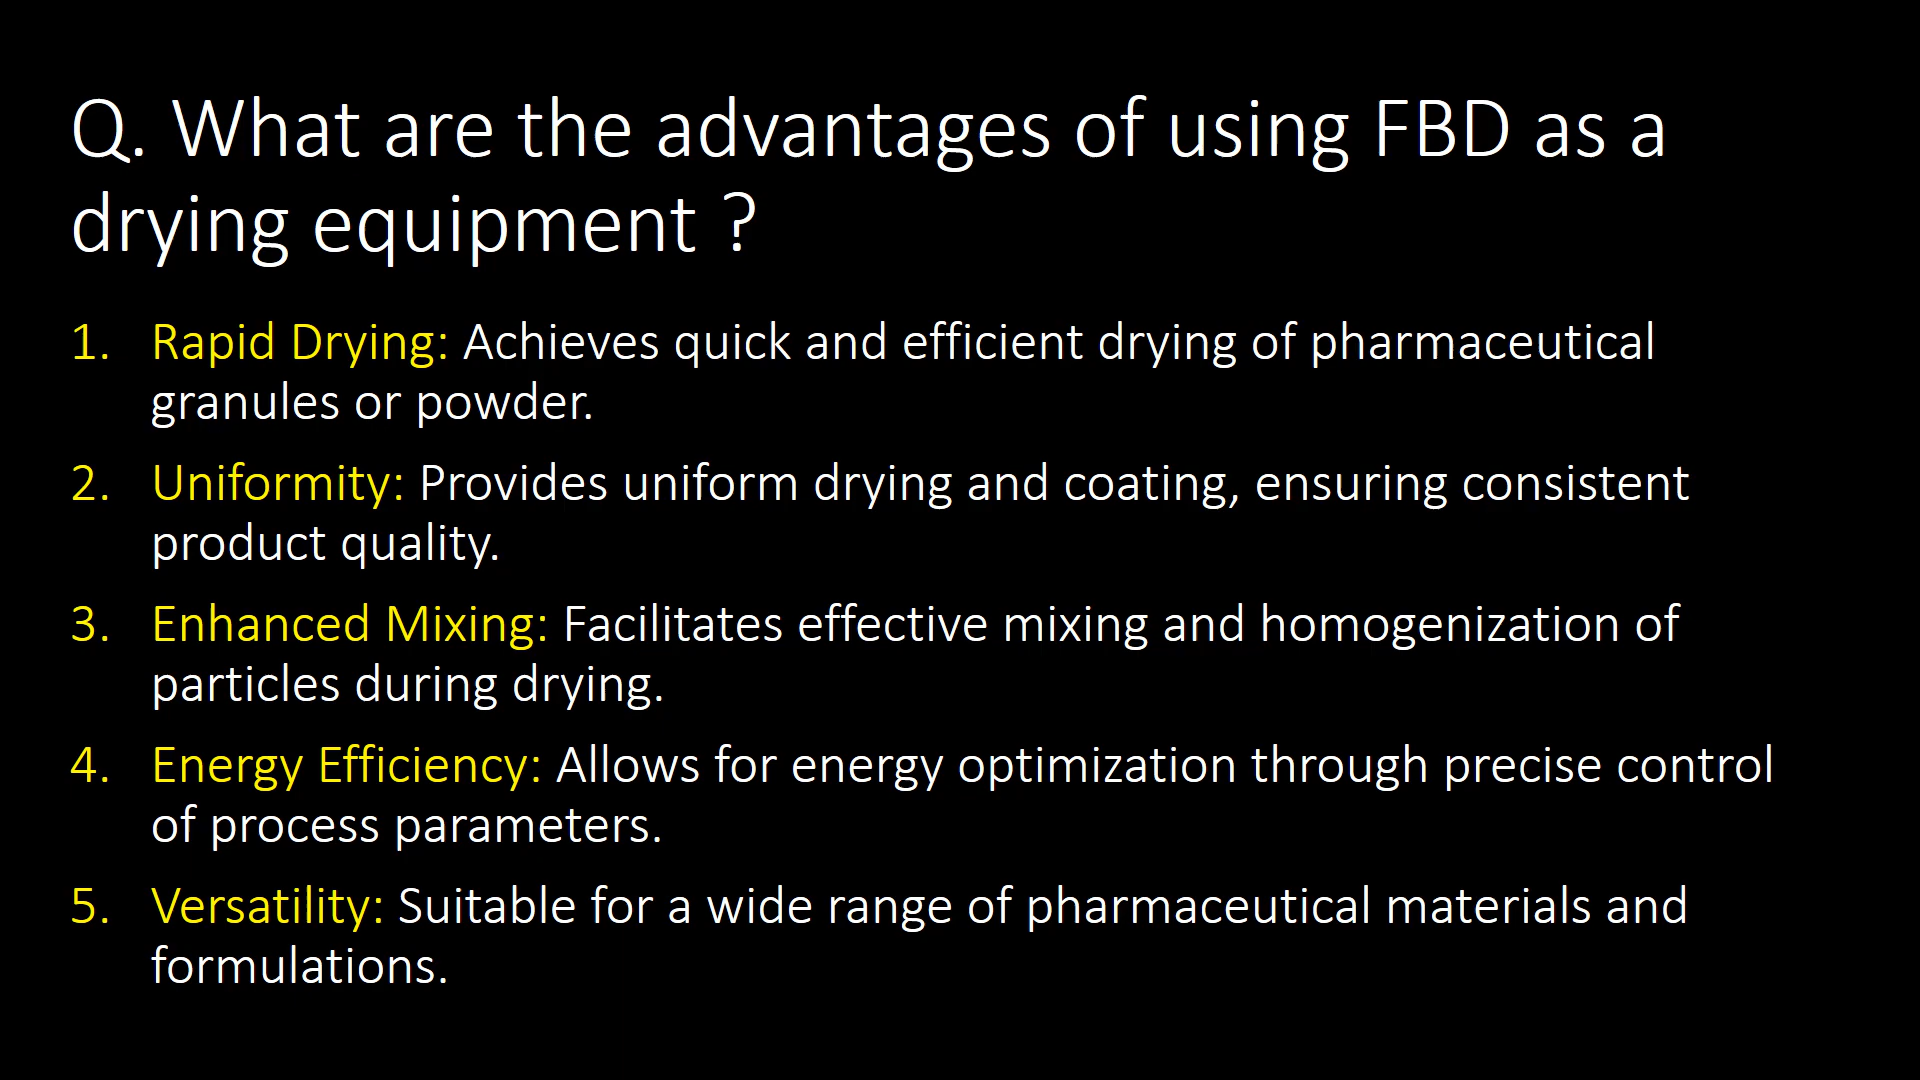 Q. What are the advantages of using FBD as a
drying equipment ?
1. Rapid Drying: Achieves quick and efficient drying of pharmaceutical
granules or powder.
2. Uniformity: Provides uniform drying and coating, ensuring consistent
product quality.
3. Enhanced Mixing: Facilitates effective mixing and homogenization of
particles during drying.
4. Energy Efficiency: Allows for energy optimization through precise control
of process parameters.
5. Versatility: Suitable for a wide range of pharmaceutical materials and
formulations.